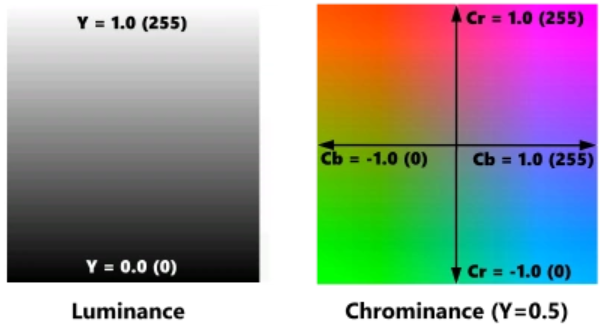 Y = 1.0 (255)
Y = 0.0 (0)
Luminance
Cr = 1.0 (255)
Cb = -1.0 (0)
Cb = 1.0 (255)
Cr = -1.0 (0)
Chrominance (Y=0.5)